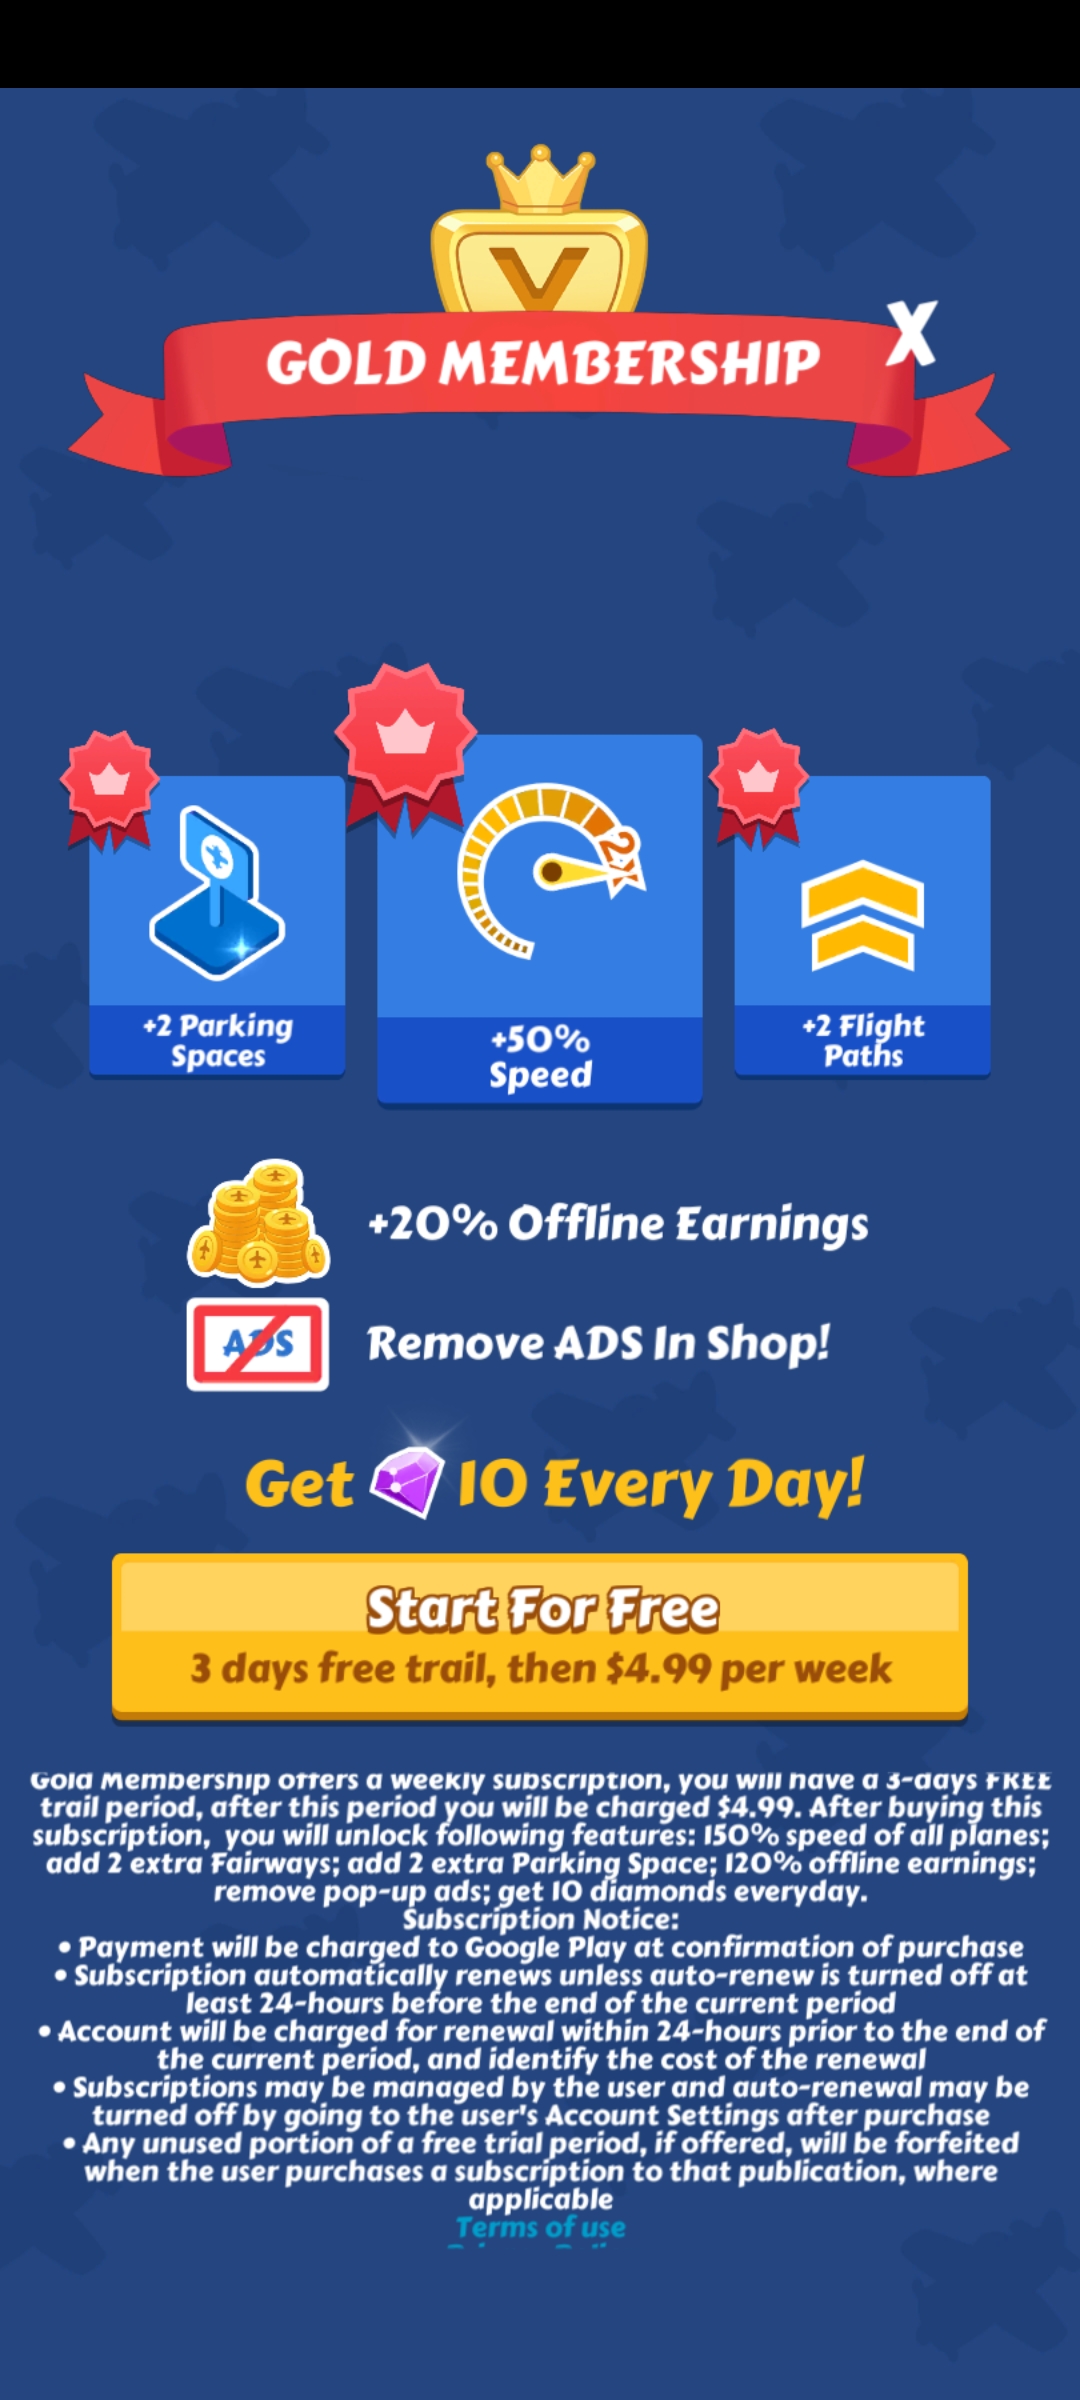 V
GOLD MEMBERSHIP
X
2X
+2 Parking
Spaces
+50%
Speed
+2 Flight
Paths
+20% Offline Earnings
ADS
Remove ADS In Shop!
Get 10 Every Day!
Start For Free
3 days free trail, then $4.99 per week
Gold Membership offers a weekly subscription, you will have a 3-days FREE
trail period, after this period you will be charged $4.99. After buying this
subscription,  you will unlock following features: 150% speed of all planes;
add 2 extra Fairways; add 2 extra Parking Space; 120% offline earnings;
remove pop-up ads; get 10 diamonds everyday.
Subscription Notice:
• Payment will be charged to Google Play at confirmation of purchase
• Subscription automatically renews unless auto-renew is turned off at
least 24-hours before the end of the current period
• Account will be charged for renewal within 24-hours prior to the end of
the current period, and identify the cost of the renewal
• Subscriptions may be managed by the user and auto-renewal may be
turned off by going to the user's Account Settings after purchase
• Any unused portion of a free trial period, if offered, will be forfeited
when the user purchases a subscription to that publication, where
applicable
Terms of use